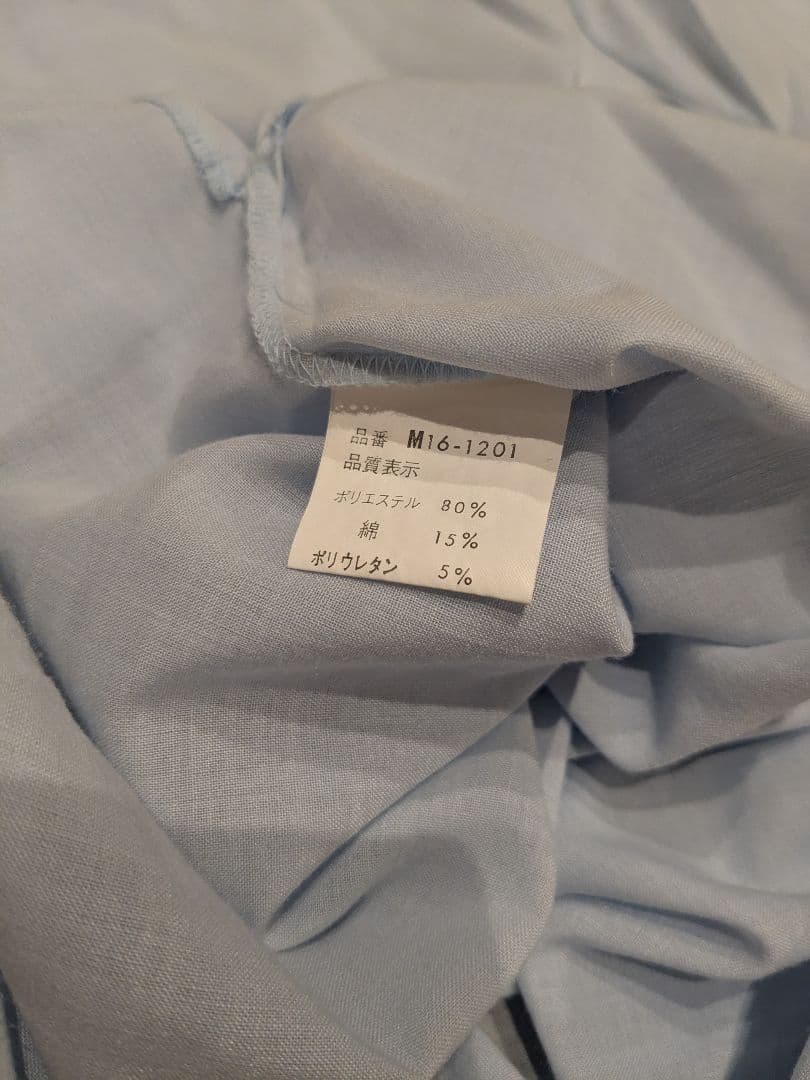 品番 M16-1201
品質表示
ポリエステル 80%
綿 15%
ポリウレタン 5%